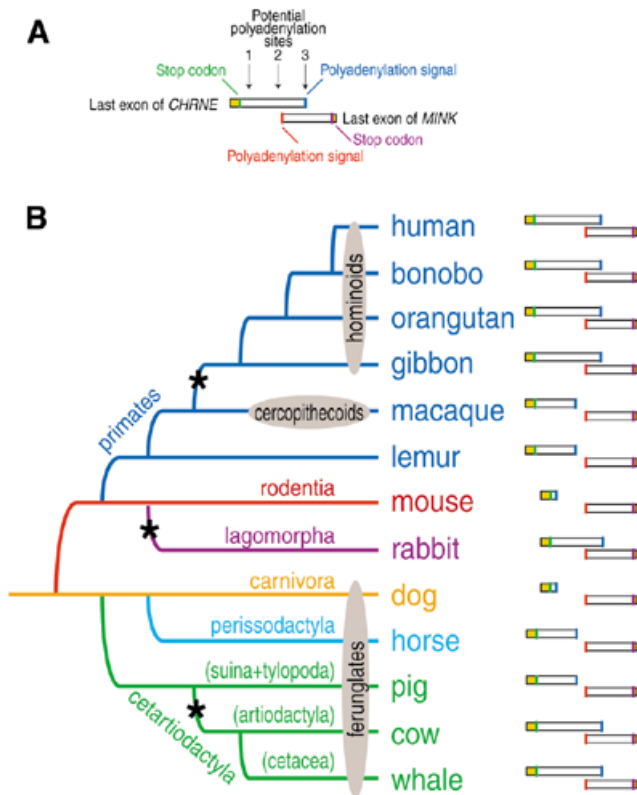 A
Potential
polyadenylation
sites
1 2 3
Stop codon
Polyadenylation signal
Last exon of CHRNE
Last exon of MINK
Stop codon
Polyadenylation signal
B
human
bonobo
hominoids
orangutan
gibbon
*
cercopithecoids
macaque
primates
lemur
rodentia
mouse
*
lagomorpha
rabbit
carnivora
dog
perissodactyla
horse
ferunglates
(suina+tylopoda)
pig
*
cetartiodactyla
(artiodactyla)
cow
(cetacea)
whale